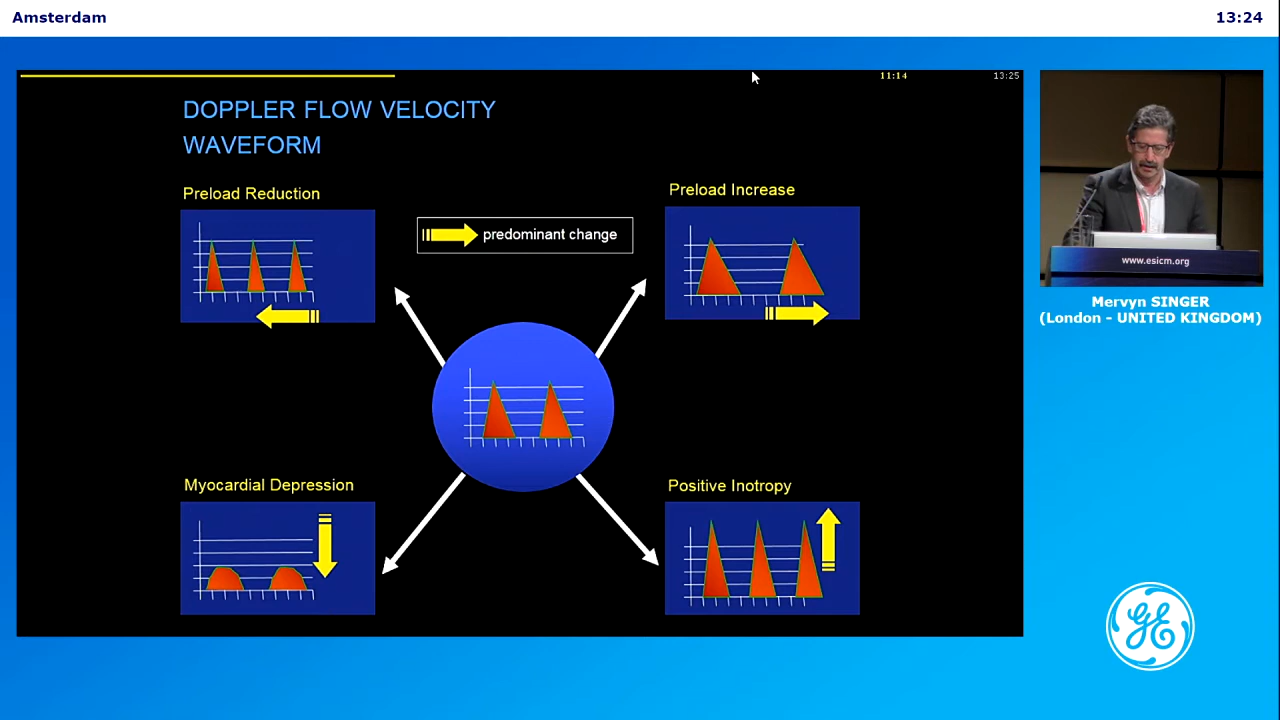 Amsterdam
13:24
11:14
13:25
DOPPLER FLOW VELOCITY
WAVEFORM
Preload Reduction
predominant change
Preload Increase
Myocardial Depression
Positive Inotropy
www.esicm.org
Mervyn SINGER
(London - UNITED KINGDOM)
GE